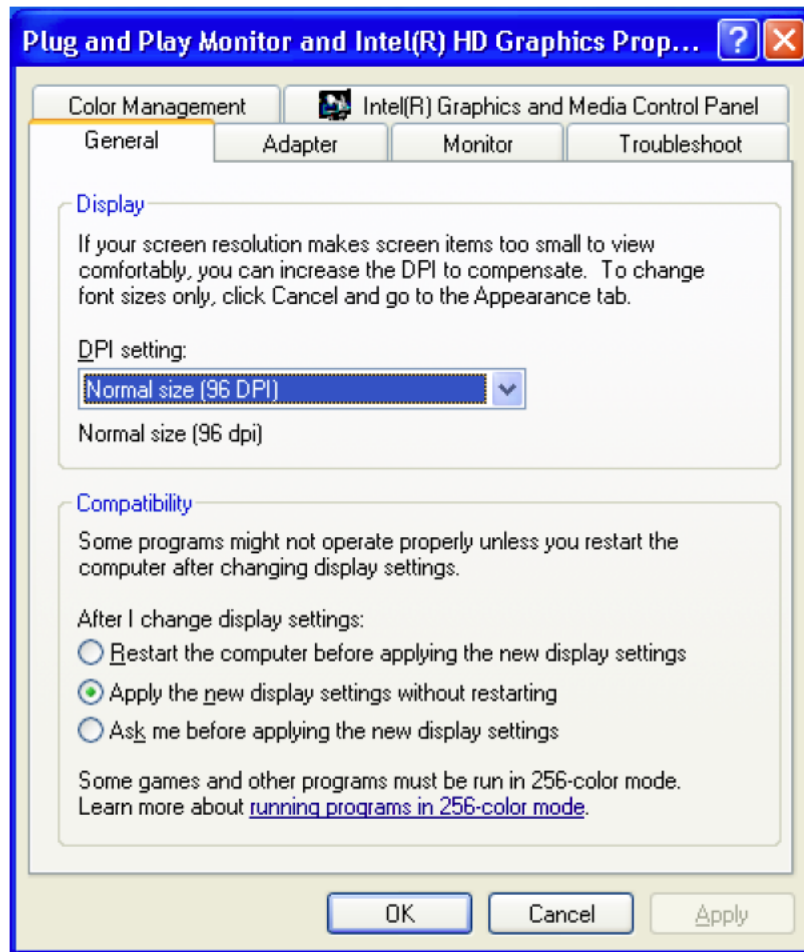 Plug and Play Monitor and Intel(R) HD Graphics Prop...
Color Management
Intel(R) Graphics and Media Control Panel
General
Adapter
Monitor
Troubleshoot
Display
If your screen resolution makes screen items too small to view
comfortably, you can increase the DPI to compensate. To change
font sizes only, click Cancel and go to the Appearance tab.
DPI setting:
Normal size (96 DPI)
Normal size (96 dpi)
Compatibility
Some programs might not operate properly unless you restart the
computer after changing display settings.
After I change display settings:
Restart the computer before applying the new display settings
Apply the new display settings without restarting
Ask me before applying the new display settings
Some games and other programs must be run in 256-color mode.
Learn more about running programs in 256-color mode.
OK
Cancel
Apply